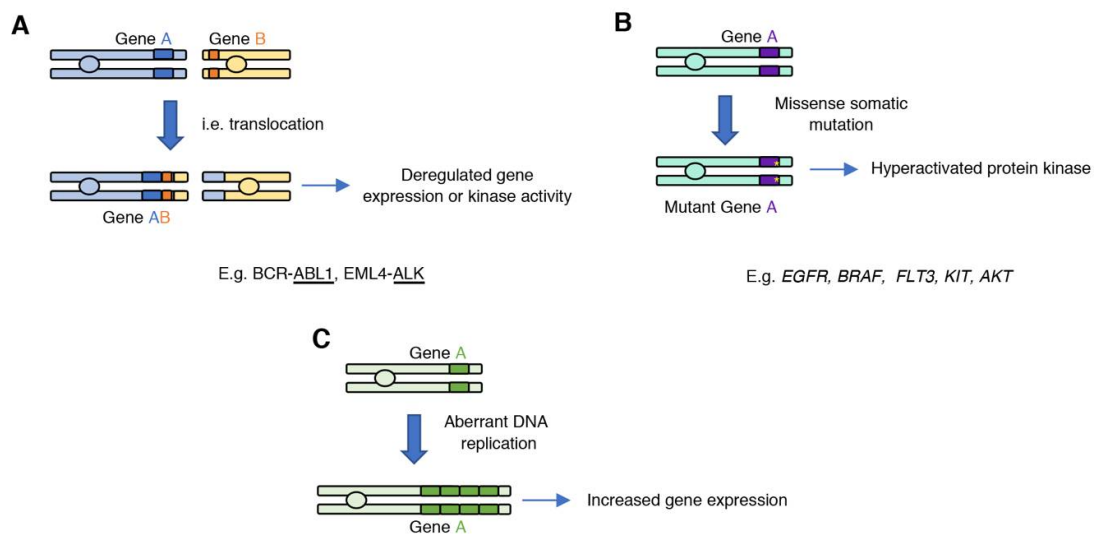 A
Gene A
Gene B
i.e. translocation
Gene AB
Deregulated gene
expression or kinase activity
E.g. BCR-ABL1, EML4-ALK
B
Gene A
Missense somatic
mutation
Mutant Gene A
Hyperactivated protein kinase
E.g. EGFR, BRAF, FLT3, KIT, AKT
C
Gene A
Aberrant DNA
replication
Gene A
Increased gene expression